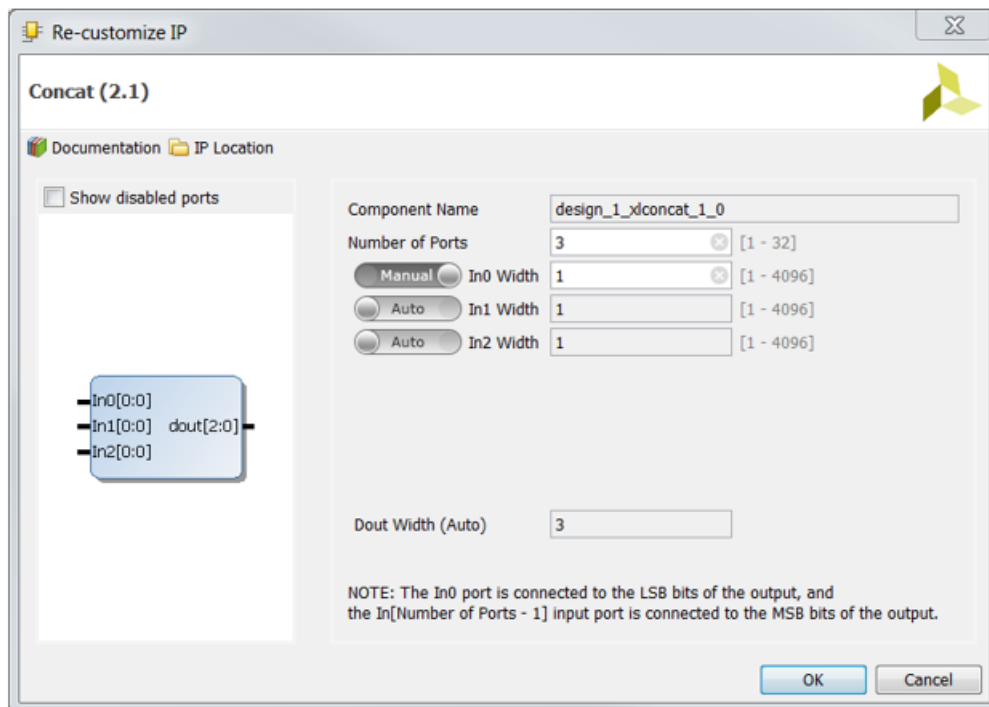 Re-customize IP
Concat (2.1)
Documentation IP Location
Show disabled ports
In0[0:0]
In1[0:0] dout[2:0]
In2[0:0]
Component Name design_1_xlconcat_1_0
Number of Ports 3 [1 - 32]
Manual In0 Width 1 [1 - 4096]
Auto In1 Width 1 [1 - 4096]
Auto In2 Width 1 [1 - 4096]
Dout Width (Auto) 3
NOTE: The In0 port is connected to the LSB bits of the output, and
the In[Number of Ports - 1] input port is connected to the MSB bits of the output.
OK Cancel